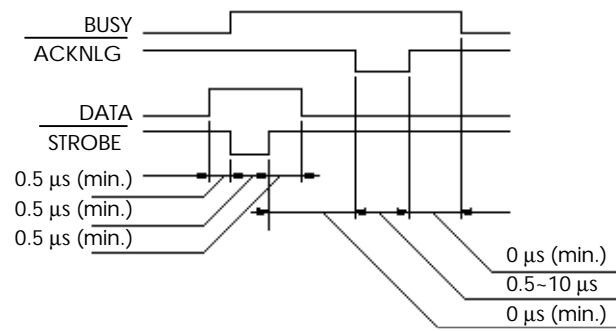 BUSY
ACKNLG
DATA
STROBE
0.5 µs (min.)
0.5 µs (min.)
0.5 µs (min.)
0 µs (min.)
0.5~10 µs
0 µs (min.)